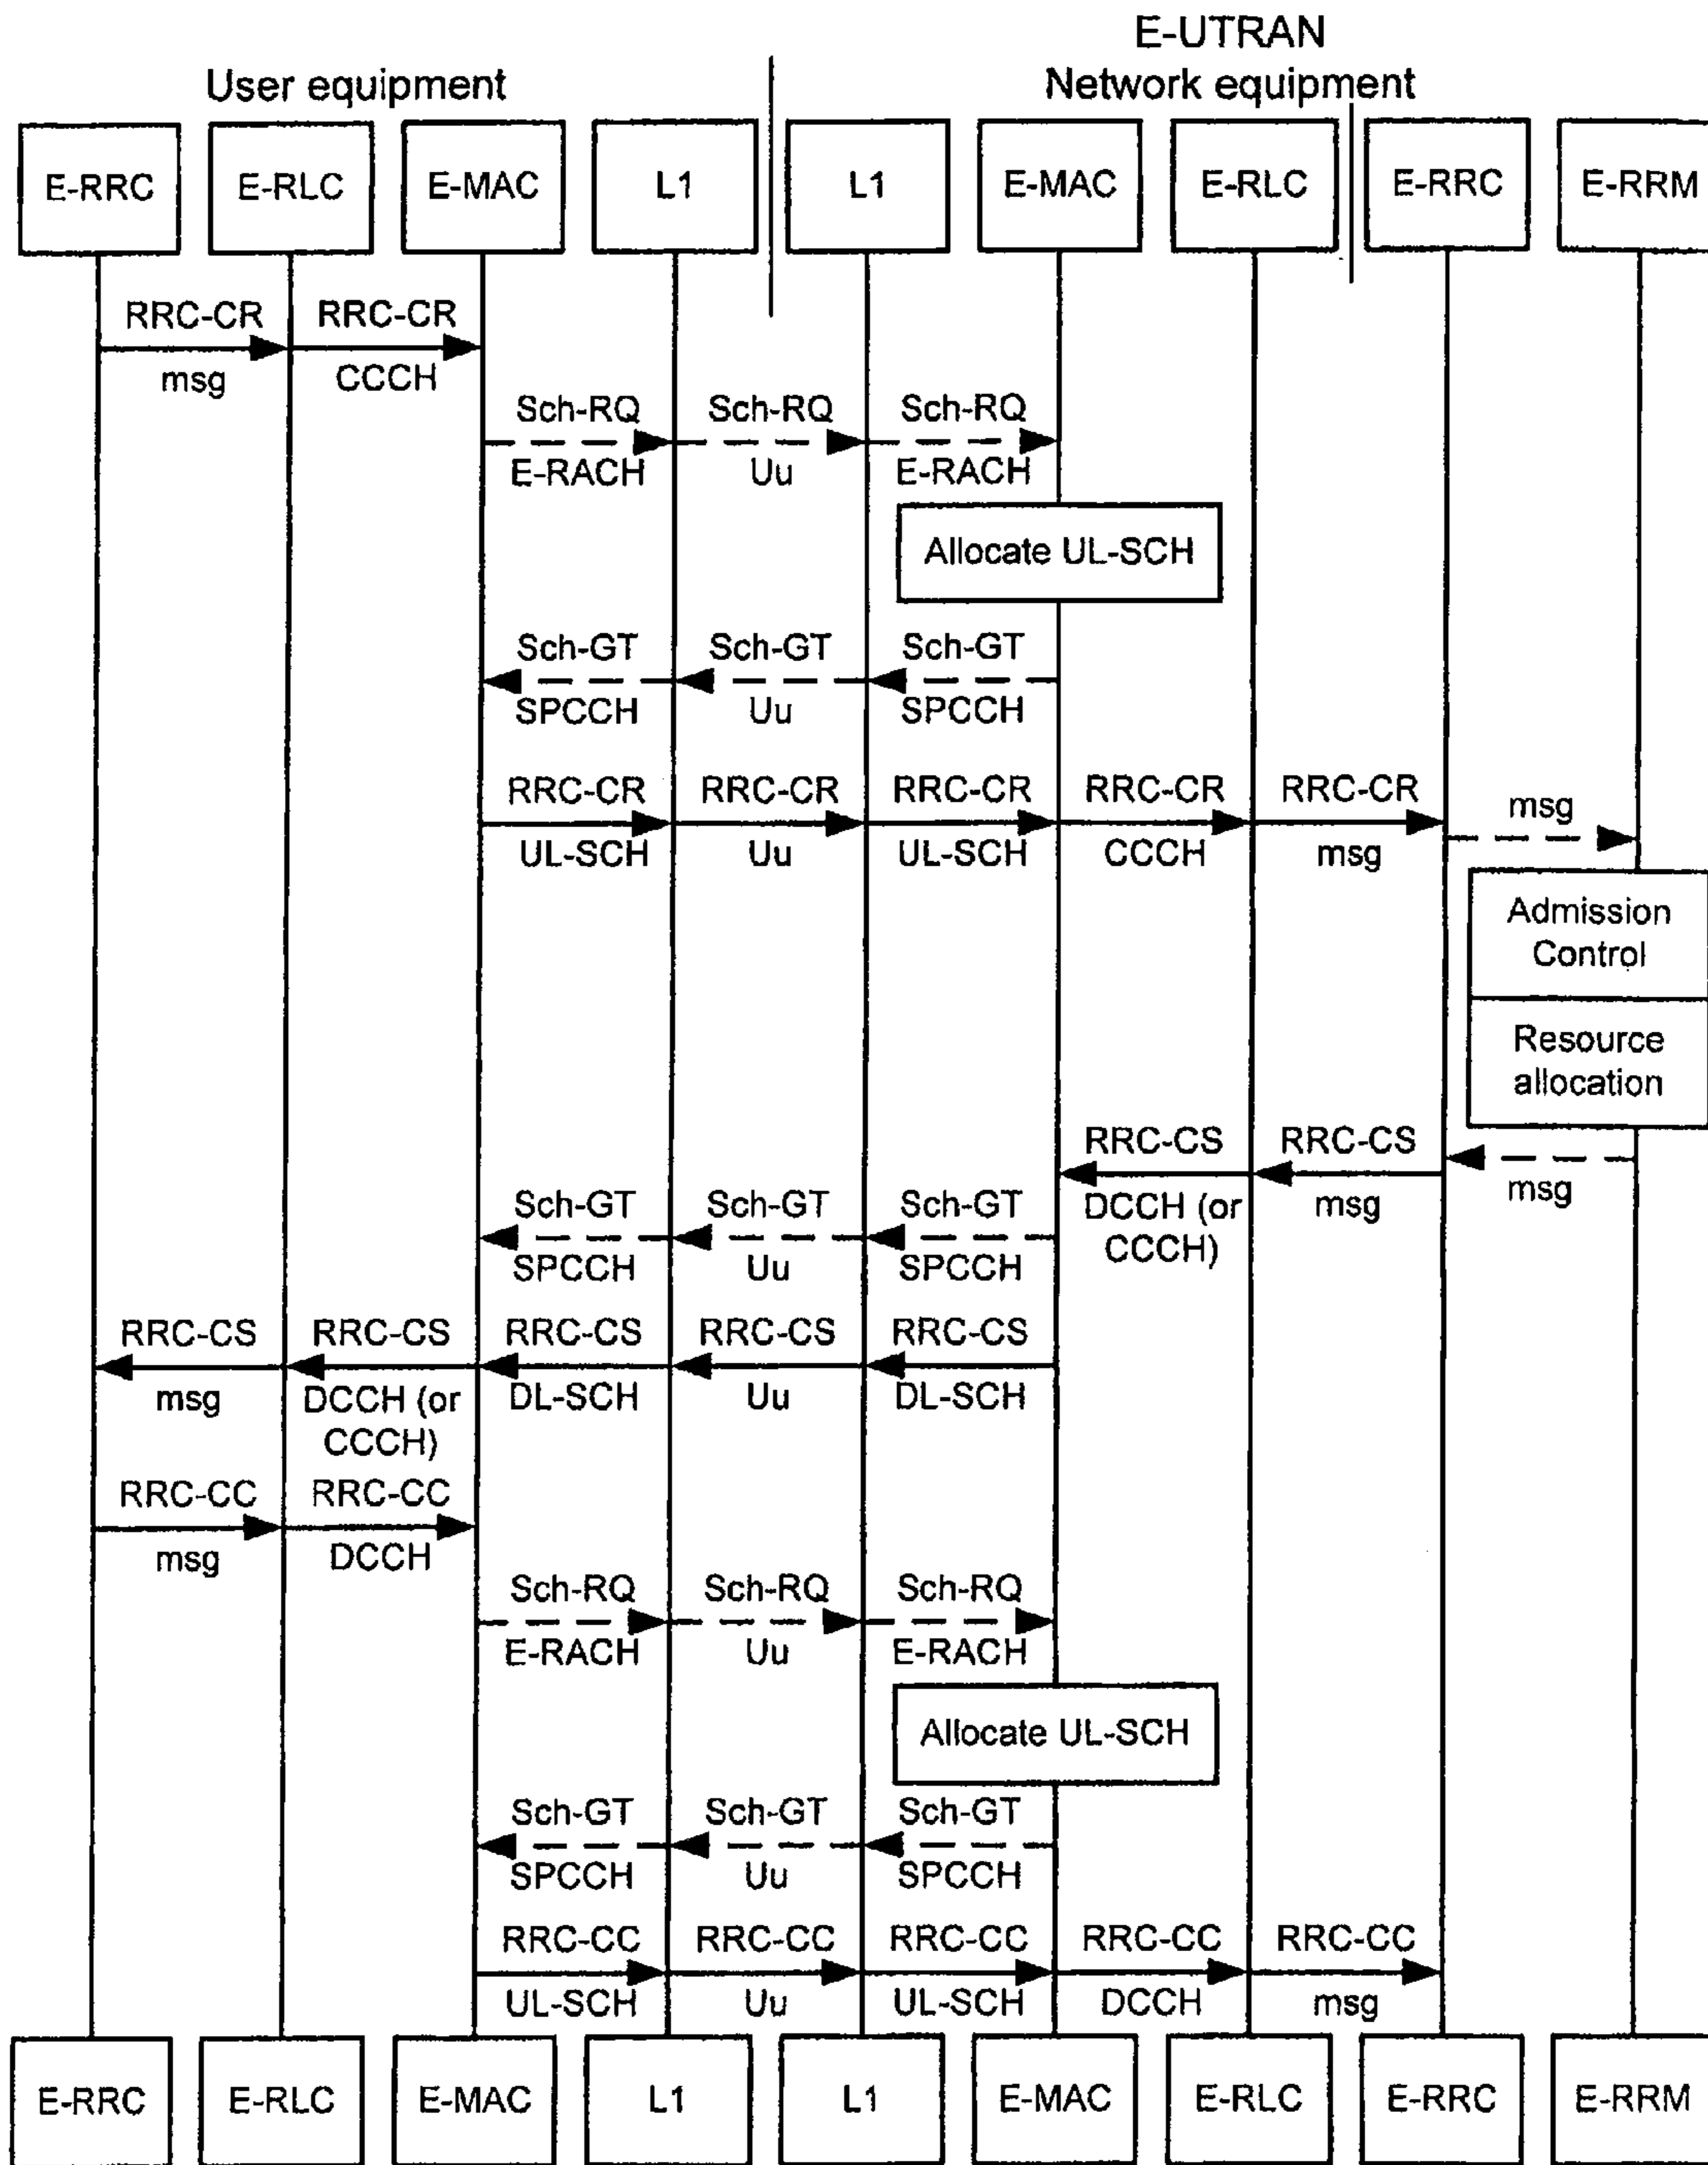 E-UTRAN
User equipment
Network equipment
E-RRC E-RLC E-MAC L1 L1 E-MAC E-RLC E-RRC E-RRM
RRC-CR RRC-CR
msg CCCH
Sch-RQ Sch-RQ Sch-RQ
E-RACH Uu E-RACH
Allocate UL-SCH
Sch-GT Sch-GT Sch-GT
SPCCH Uu SPCCH
RRC-CR RRC-CR RRC-CR RRC-CR RRC-CR msg
UL-SCH Uu UL-SCH CCCH msg
Admission
Control
Resource
allocation
RRC-CS RRC-CS
DCCH (or msg msg
CCCH)
Sch-GT Sch-GT Sch-GT
SPCCH Uu SPCCH
RRC-CS RRC-CS RRC-CS RRC-CS RRC-CS
msg DCCH (or DL-SCH Uu DL-SCH
CCCH)
RRC-CC RRC-CC
msg DCCH
Sch-RQ Sch-RQ Sch-RQ
E-RACH Uu E-RACH
Allocate UL-SCH
Sch-GT Sch-GT Sch-GT
SPCCH Uu SPCCH
RRC-CC RRC-CC RRC-CC RRC-CC RRC-CC
UL-SCH Uu UL-SCH DCCH msg
E-RRC E-RLC E-MAC L1 L1 E-MAC E-RLC E-RRC E-RRM